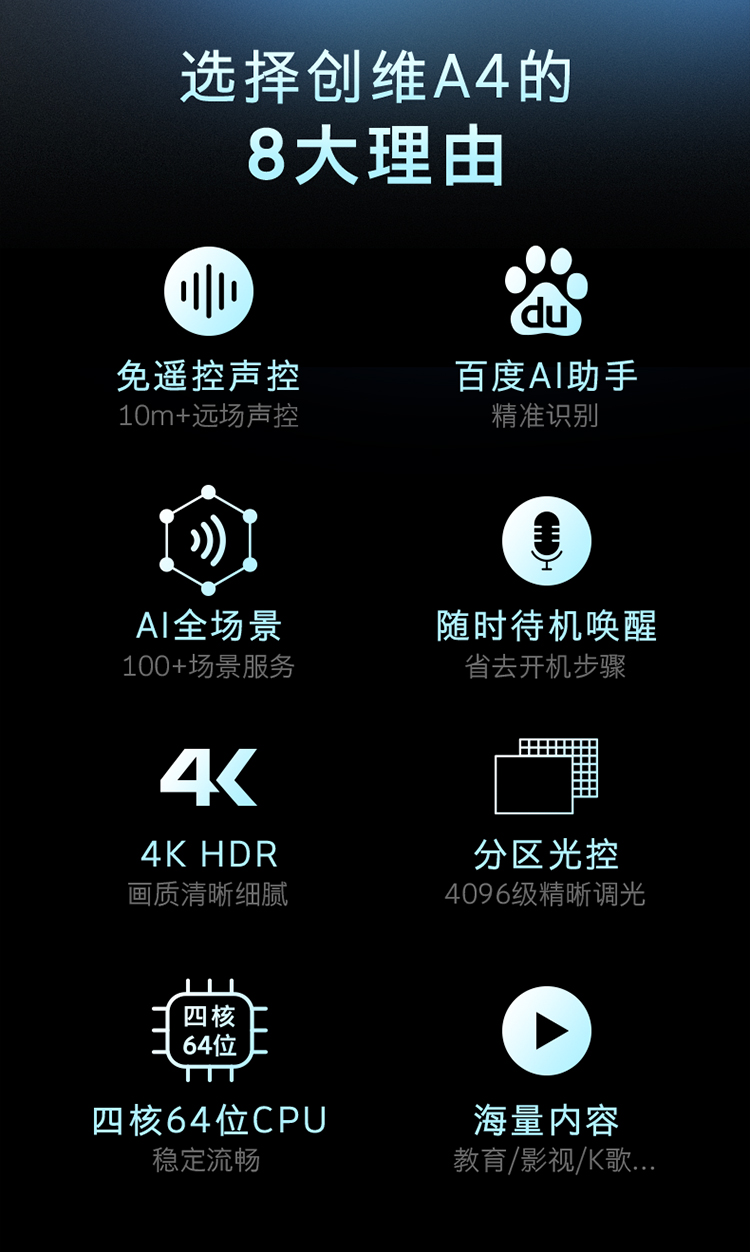 选择创维A4的
8大理由
du
免遥控声控
10m+远场声控
百度AI助手
精准识别
AI全场景
100+场景服务
随时待机唤醒
省去开机步骤
4K
4K HDR
画质清晰细腻
分区光控
4096级精晰调光
四核
64位
四核64位CPU
稳定流畅
海量内容
教育/影视/K歌...